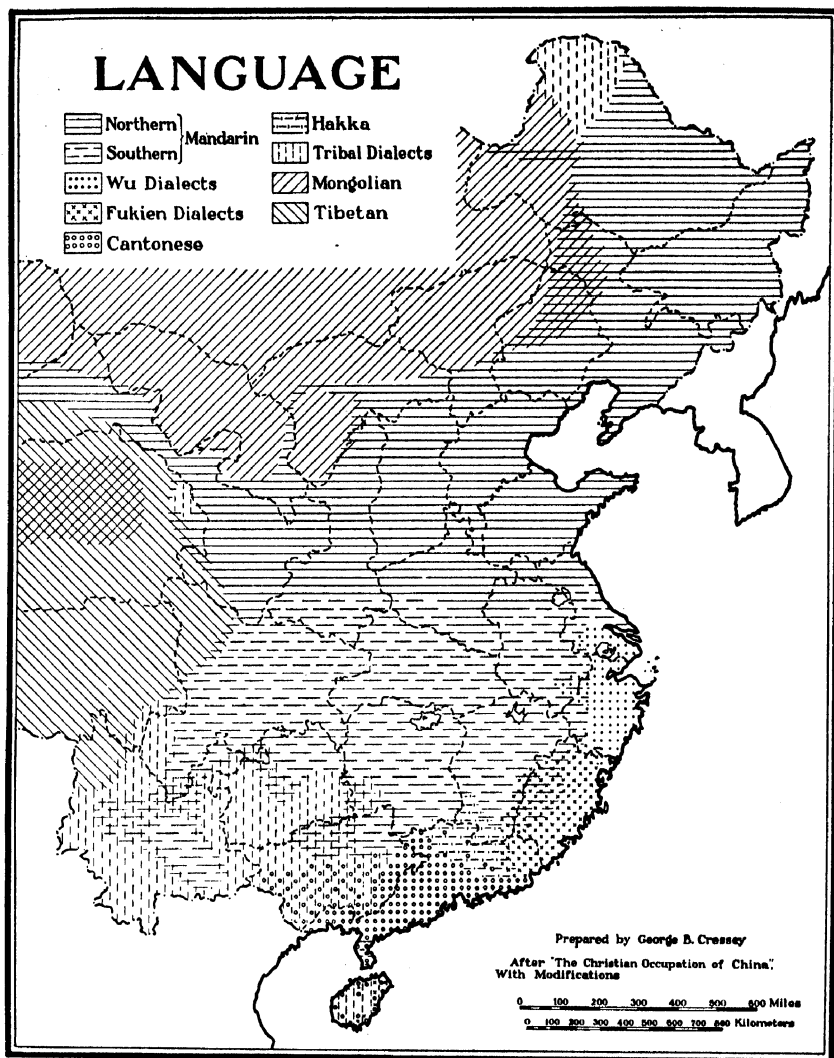 LANGUAGE
Northern
Southern
Mandarin
Wu Dialects
Fukien Dialects
Cantonese
Hakka
Tribal Dialects
Mongolian
Tibetan
Prepared by George B. Cressey
After "The Christian Occupation of China",
With Modifications
0 100 200 300 400 500 600 Miles
0 100 200 300 400 500 600 700 800 Kilometers